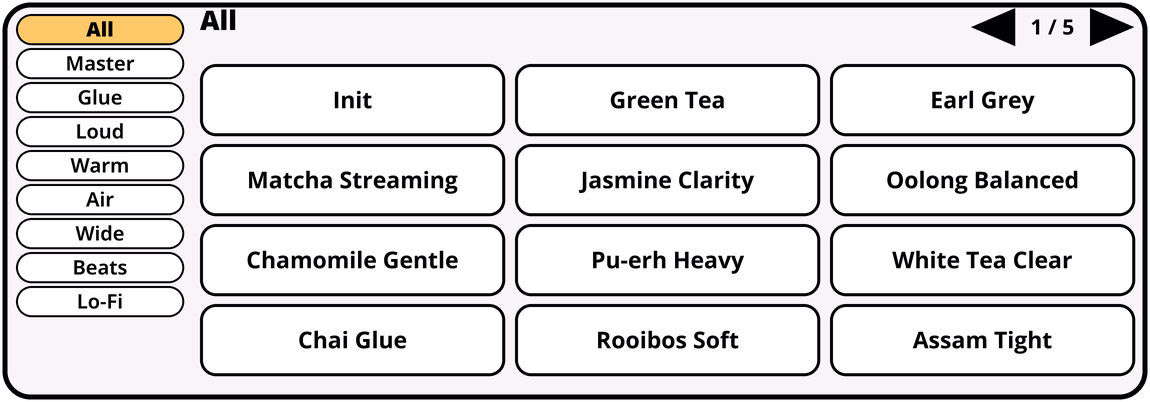 All
Master
Glue
Loud
Warm
Air
Wide
Beats
Lo-Fi
All
1 / 5
Init
Green Tea
Earl Grey
Matcha Streaming
Jasmine Clarity
Oolong Balanced
Chamomile Gentle
Pu-erh Heavy
White Tea Clear
Chai Glue
Rooibos Soft
Assam Tight